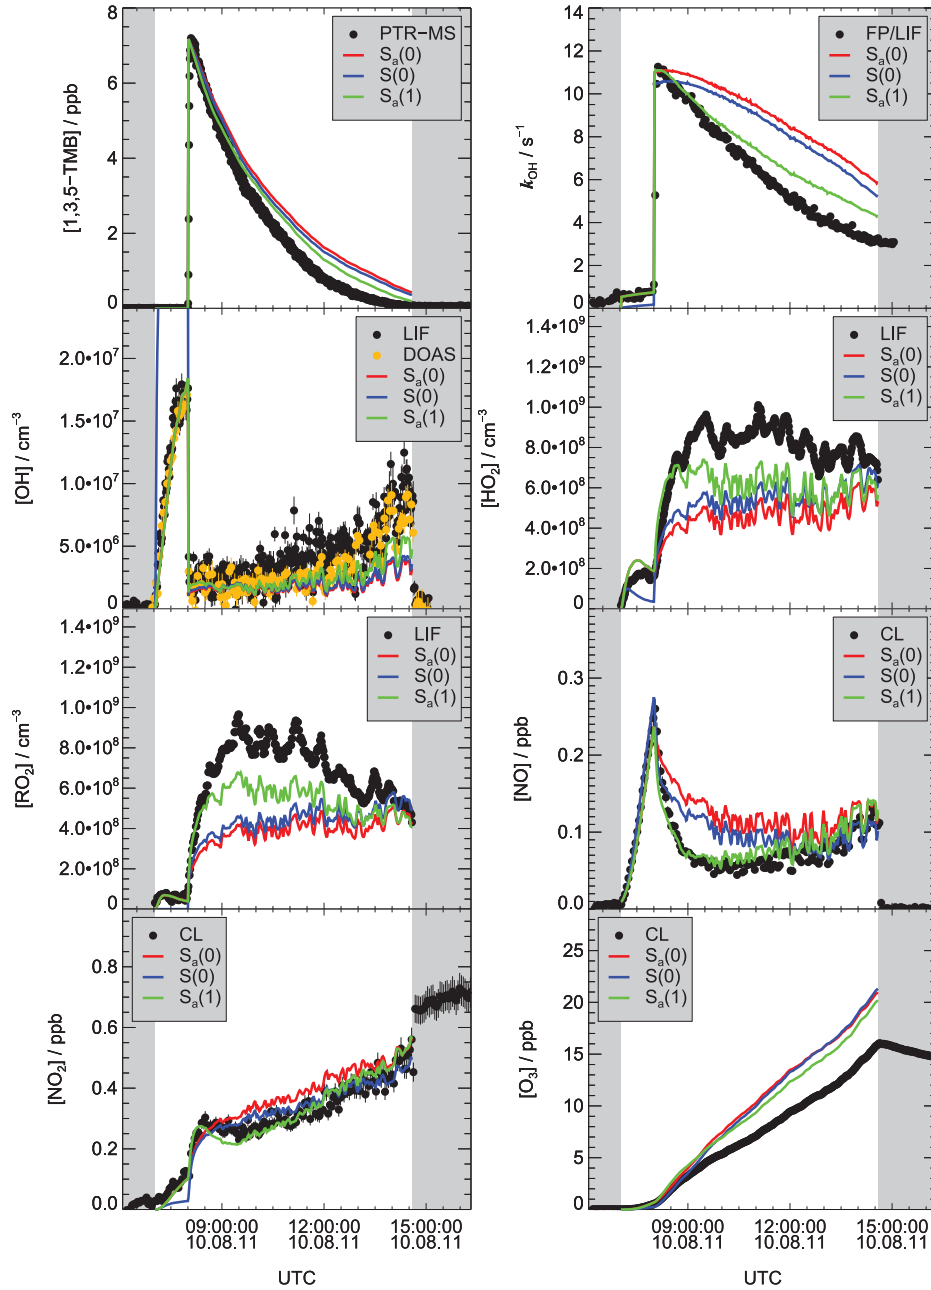 [1,3,5−TMB] / ppb
8
6
4
2
0
PTR−MS
Sa(0)
S(0)
Sa(1)
kOH / s−1
14
12
10
8
6
4
2
0
FP/LIF
Sa(0)
S(0)
Sa(1)
[OH] / cm−3
2.0•10⁷
1.5•10⁷
1.0•10⁷
5.0•10⁶
0
LIF
DOAS
Sa(0)
S(0)
Sa(1)
[HO2] / cm−3
1.4•10⁹
1.2•10⁹
1.0•10⁹
8.0•10⁸
6.0•10⁸
4.0•10⁸
2.0•10⁸
0
LIF
Sa(0)
S(0)
Sa(1)
[RO2] / cm−3
1.4•10⁹
1.2•10⁹
1.0•10⁹
8.0•10⁸
6.0•10⁸
4.0•10⁸
2.0•10⁸
0
LIF
Sa(0)
S(0)
Sa(1)
[NO] / ppb
0.3
0.2
0.1
0.0
CL
Sa(0)
S(0)
Sa(1)
[NO2] / ppb
0.8
0.6
0.4
0.2
0.0
CL
Sa(0)
S(0)
Sa(1)
09:00:00 12:00:00 15:00:00
10.08.11 10.08.11 10.08.11
UTC
[O3] / ppb
25
20
15
10
5
0
CL
Sa(0)
S(0)
Sa(1)
09:00:00 12:00:00 15:00:00
10.08.11 10.08.11 10.08.11
UTC